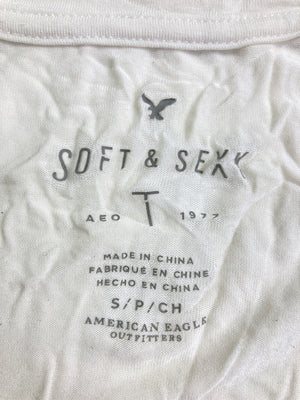 SOFT & SEXY
T
AEO 1977
MADE IN CHINA
FABRIQUÉ EN CHINE
HECHO EN CHINA
S/P/CH
AMERICAN EAGLE
OUTFITTERS